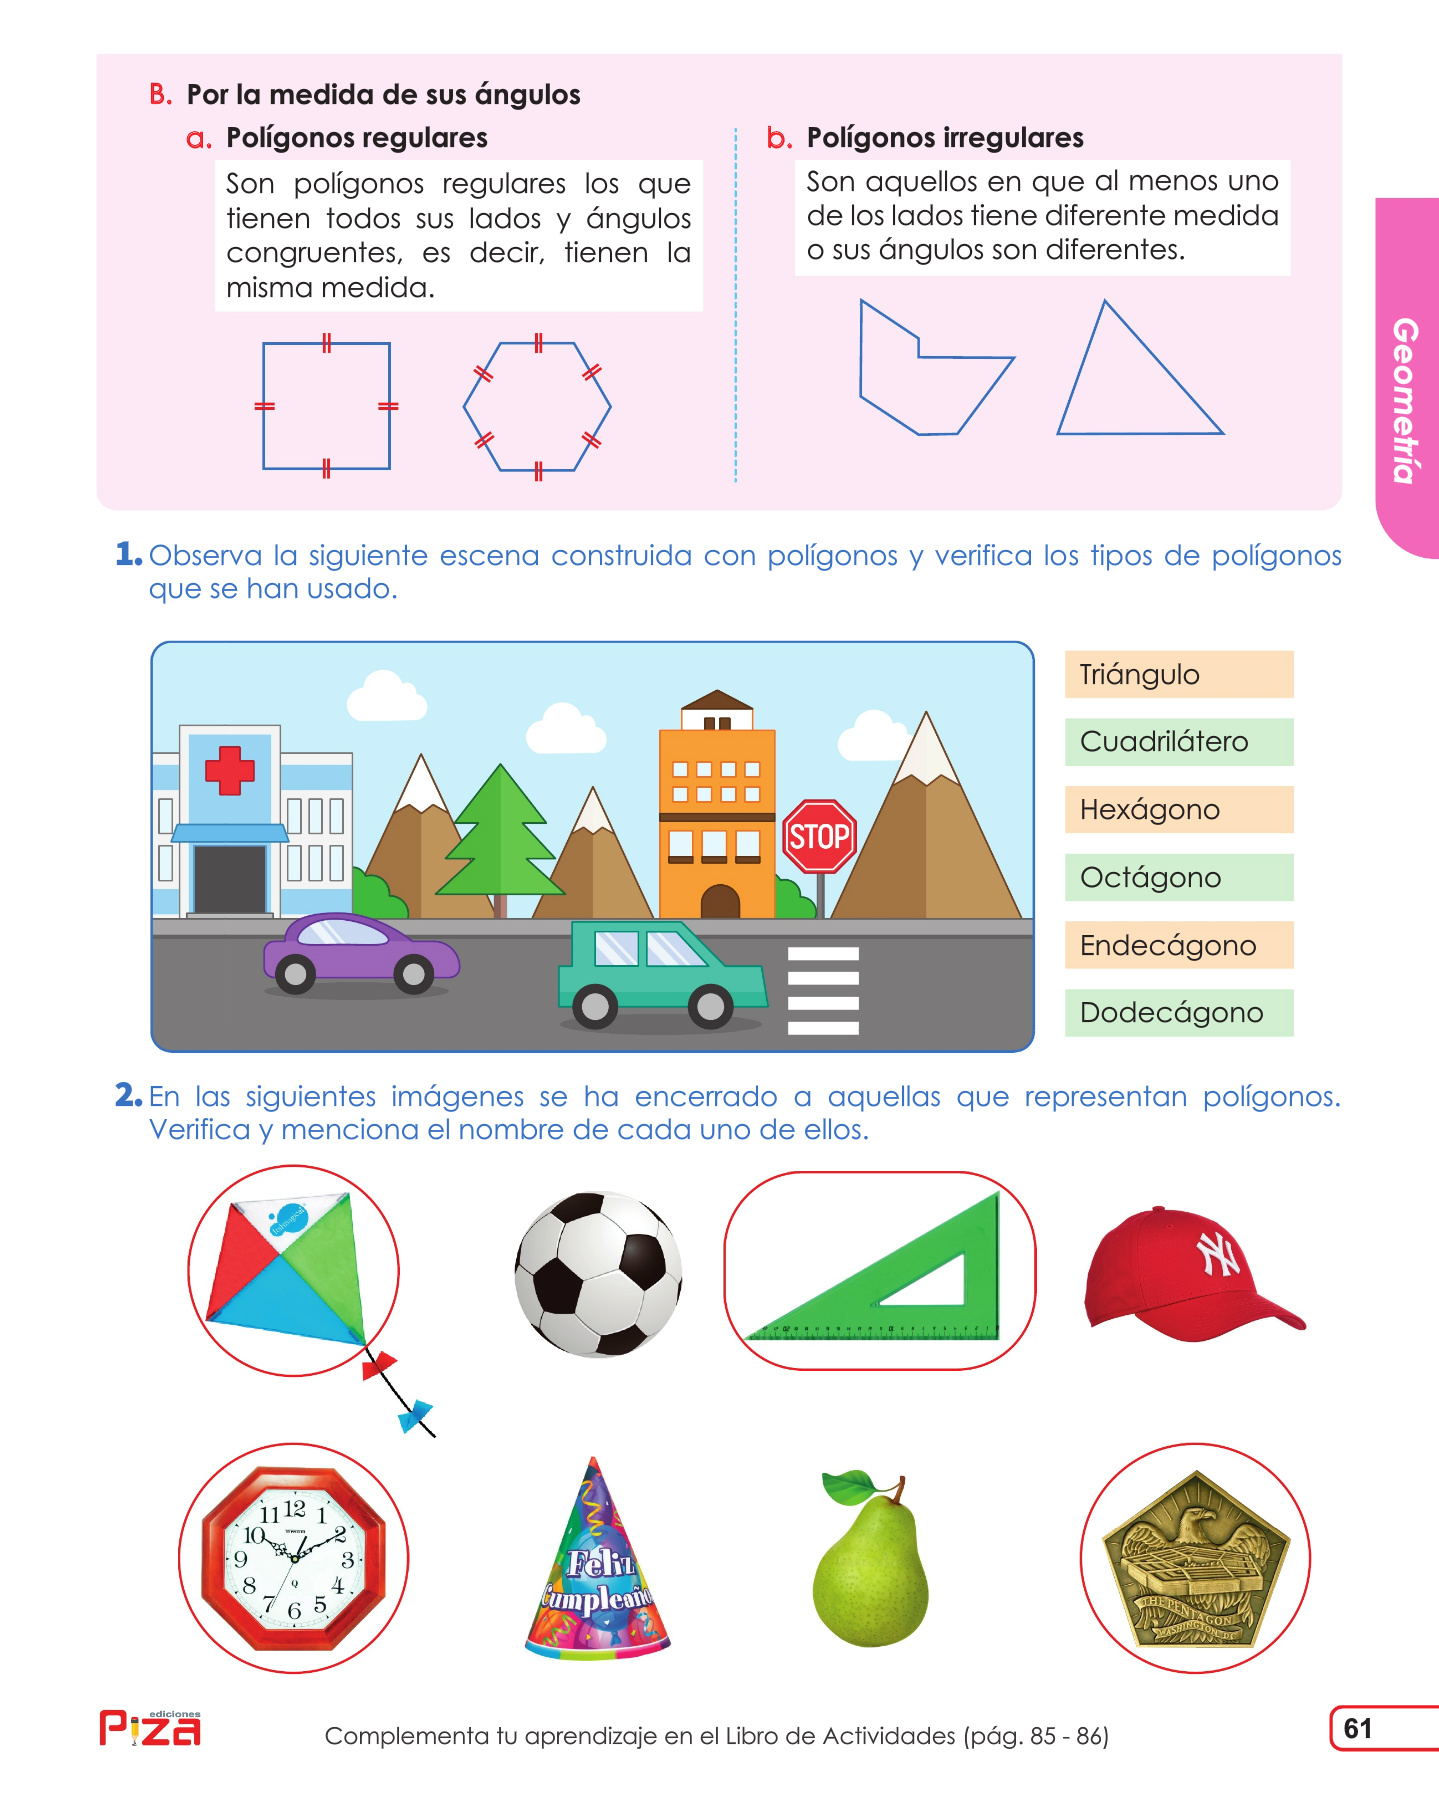 B. Por la medida de sus ángulos
a. Polígonos regulares
Son polígonos regulares los que
tienen todos sus lados y ángulos
congruentes, es decir, tienen la
misma medida.
b. Polígonos irregulares
Son aquellos en que al menos uno
de los lados tiene diferente medida
o sus ángulos son diferentes.
Geometría
1. Observa la siguiente escena construida con polígonos y verifica los tipos de polígonos
que se han usado.
STOP
Triángulo
Cuadrilátero
Hexágono
Octágono
Endecágono
Dodecágono
2. En las siguientes imágenes se ha encerrado a aquellas que representan polígonos.
Verifica y menciona el nombre de cada uno de ellos.
NY
12
1
2
3
4
5
6
7
8
9
10
11
Q
Feliz
Cumpleaño
THE PENTAGON
WASHINGTON, DC
ediciones
Piza
Complementa tu aprendizaje en el Libro de Actividades (pág. 85 - 86)
61